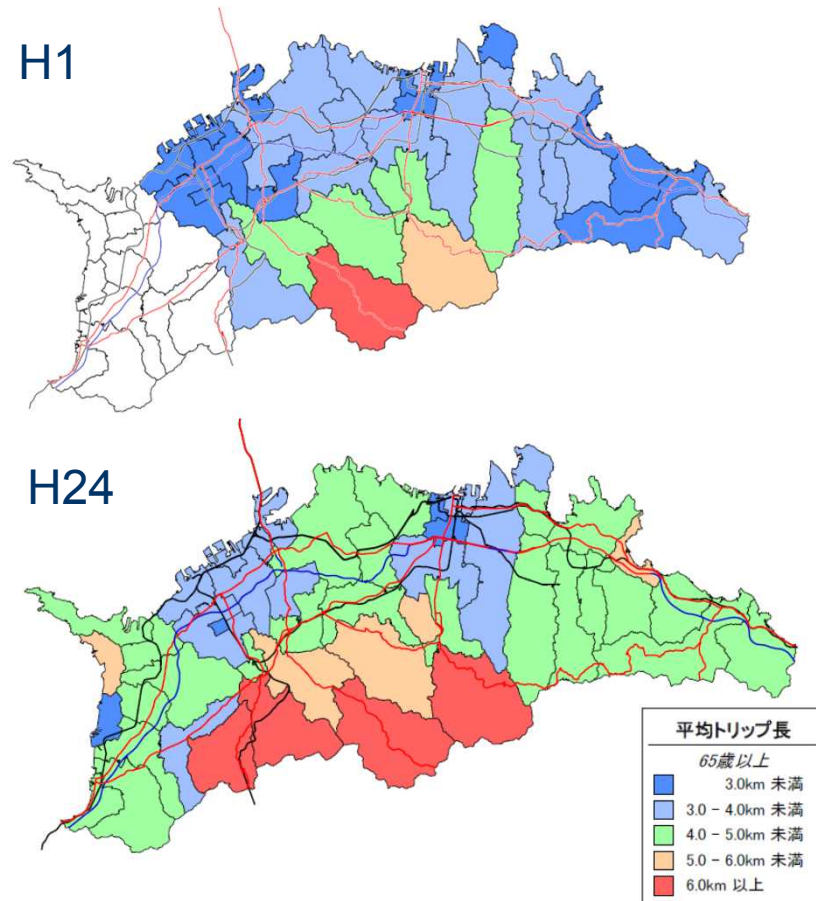 H1
H24
平均トリップ長
65歳以上
3.0km 未満
3.0 - 4.0km 未満
4.0 - 5.0km 未満
5.0 - 6.0km 未満
6.0km 以上